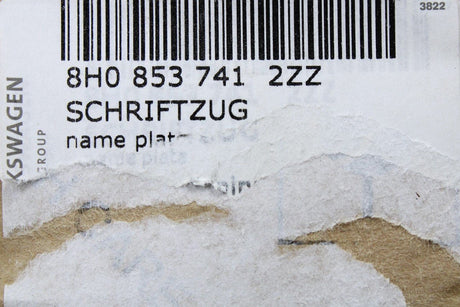 3822
8H0 853 741 2ZZ
SCHRIFTZUG
name plate
KSWAGEN
GROUP